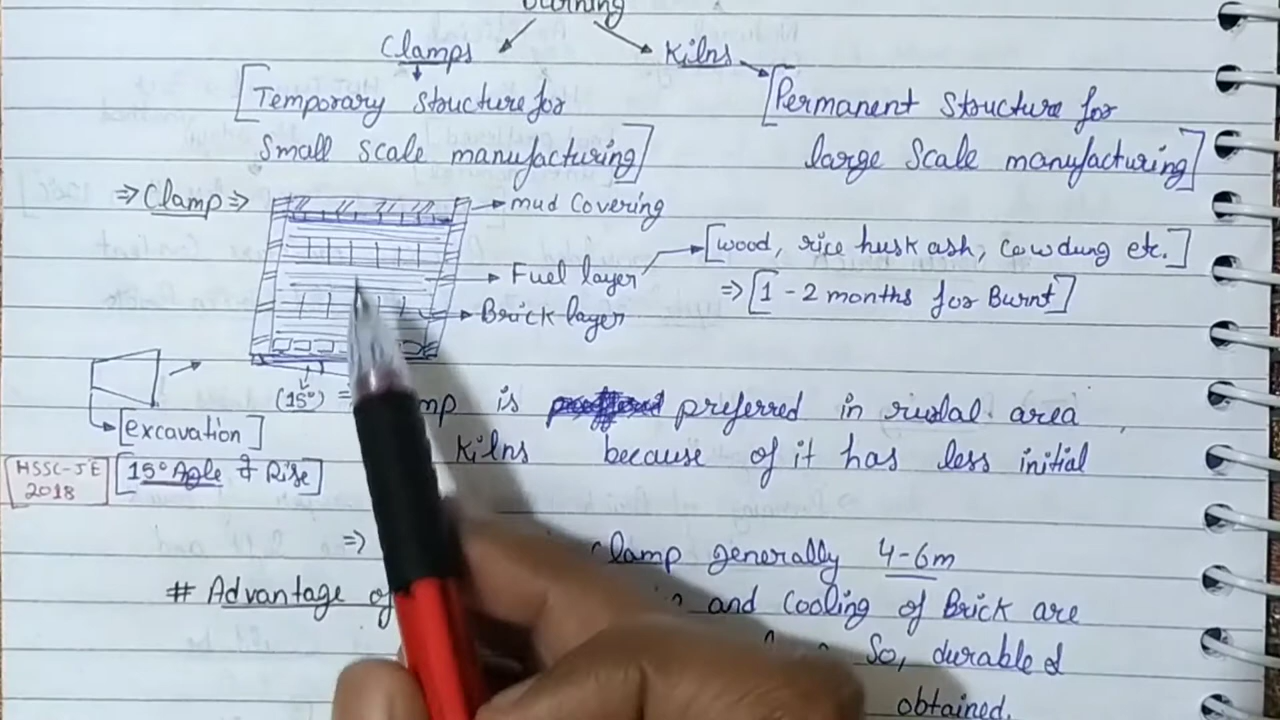 Burning
Clamps Kilns
[Temporary structure for
small scale manufacturing]
[Permanent structure for
large scale manufacturing]
⇒ Clamp ⇒
mud Covering
Fuel layer
[wood, rice husk ash, Cowdung etc.]
⇒ [1 - 2 months for Burnt]
Brick layer
(15°)
[excavation]
HSSC-JE
2018
[15° Agle & Rise]
is preferred in rural area
Kilns because of it has less initial
⇒ clamp generally 4-6m
# Advantage of and Cooling of Brick are
So, durable &
obtained.